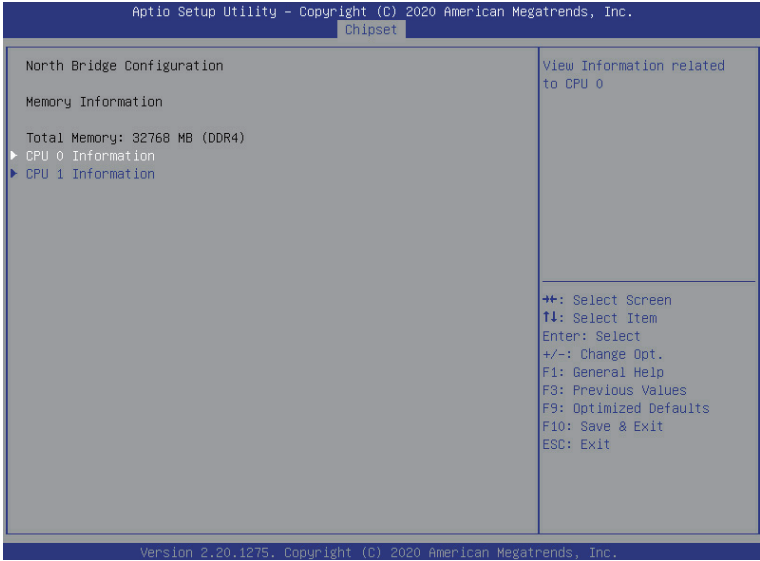 Aptio Setup Utility – Copyright (C) 2020 American Megatrends, Inc.
Chipset
North Bridge Configuration
Memory Information
Total Memory: 32768 MB (DDR4)
▶ CPU 0 Information
▶ CPU 1 Information
View Information related
to CPU 0
→←: Select Screen
↑↓: Select Item
Enter: Select
+/-: Change Opt.
F1: General Help
F3: Previous Values
F9: Optimized Defaults
F10: Save & Exit
ESC: Exit
Version 2.20.1275. Copyright (C) 2020 American Megatrends, Inc.